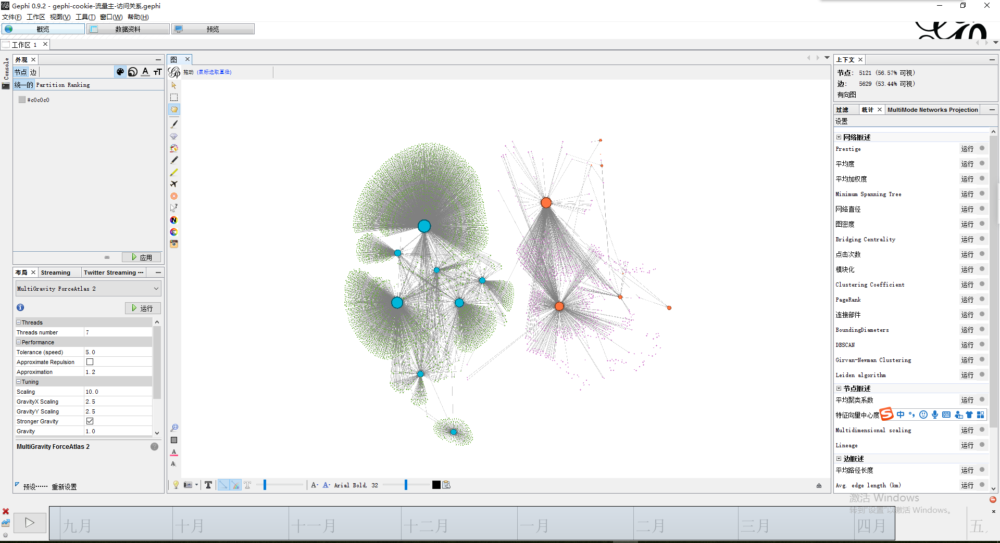 Gephi 0.9.2 - gephi-cookie-流量主-访问关系.gephi
文件(F) 工作区 视图(V) 工具(T) 窗口(W) 帮助(H)
概览 数据资料 预览
工作区 1
Console
外观
节点 边
统一的 Partition Ranking
#c0c0c0
应用
布局 Streaming Twitter Streaming ···
MultiGravity ForceAtlas 2
运行
Threads
Threads number 7
Performance
Tolerance (speed) 5.0
Approximate Repulsion
Approximation 1.2
Tuning
Scaling 10.0
GravityX Scaling 2.5
GravityY Scaling 2.5
Stronger Gravity
Gravity 1.0
MultiGravity ForceAtlas 2
预设······ 重新设置
图
拖动 (鼠标选取直径)
Arial Bold, 32
上下文
节点: 5121 (56.57% 可视)
边: 5629 (53.44% 可视)
有向图
过滤 统计 MultiMode Networks Projection
设置
网络概述
Prestige 运行
平均度 运行
平均加权度 运行
Minimum Spanning Tree 运行
网络直径 运行
图密度 运行
Bridging Centrality 运行
点击次数 运行
模块化 运行
Clustering Coefficient 运行
PageRank 运行
连接部件 运行
BoundingDiameters 运行
DBSCAN 运行
Girvan-Newman Clustering 运行
Leiden algorithm 运行
节点概述
平均聚类系数 运行
特征向量中心度 中
Multidimensional scaling 运行
Lineage 运行
边概述
平均路径长度 运行
Avg. edge length (km) 运行
激活 Windows
转到"设置"以激活 Windows。
九月 十月 十一月 十二月 一月 二月 三月 四月 五